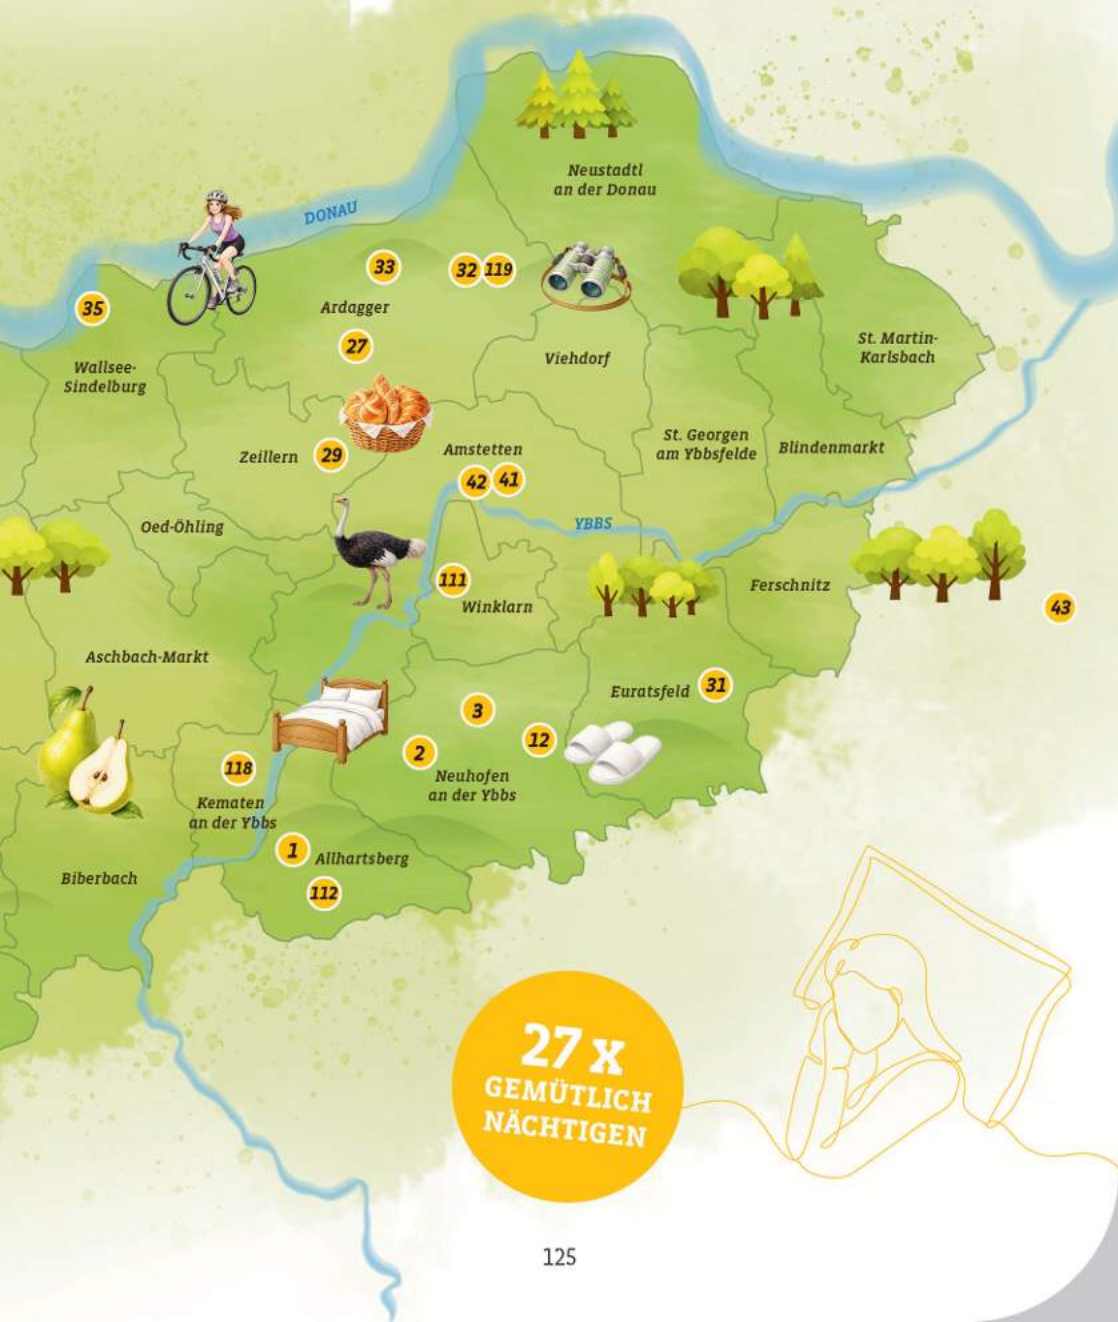 Neustadtl
an der Donau
DONAU
33
32
119
35
Ardagger
27
Wallsee-
Sindelburg
Viehdorf
St. Martin-
Karlsbach
Zeillern
29
Amstetten
42
41
St. Georgen
am Ybbsfelde
Blindenmarkt
Oed-Öhling
YBBS
111
Winklarn
Ferschnitz
43
Aschbach-Markt
Euratsfeld
31
3
12
2
118
Neuhofen
an der Ybbs
Kematen
an der Ybbs
1
Allhartsberg
112
Biberbach
27 x
GEMÜTLICH
NÄCHTIGEN
125